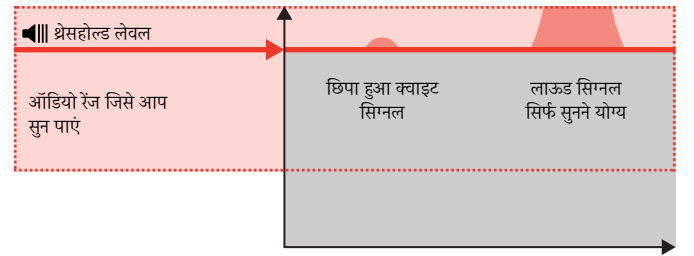 थ्रेसहोल्ड लेवल
ऑडियो रेंज जिसे आप
सुन पाएं
छिपा हुआ क्वाइट
सिग्नल
लाऊड सिग्नल
सिर्फ सुनने योग्य